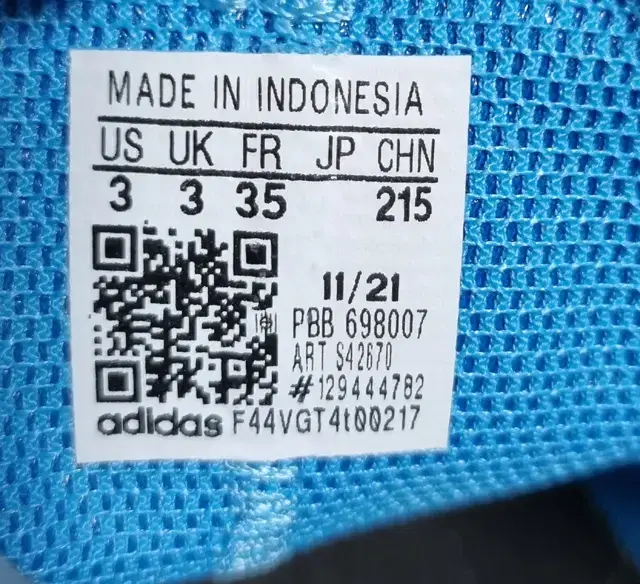 MADE IN INDONESIA
US UK FR JP CHN
3 3 35 215
11/21
PBB 698007
ART S42670
#129444782
adidas F44VGT4t00217